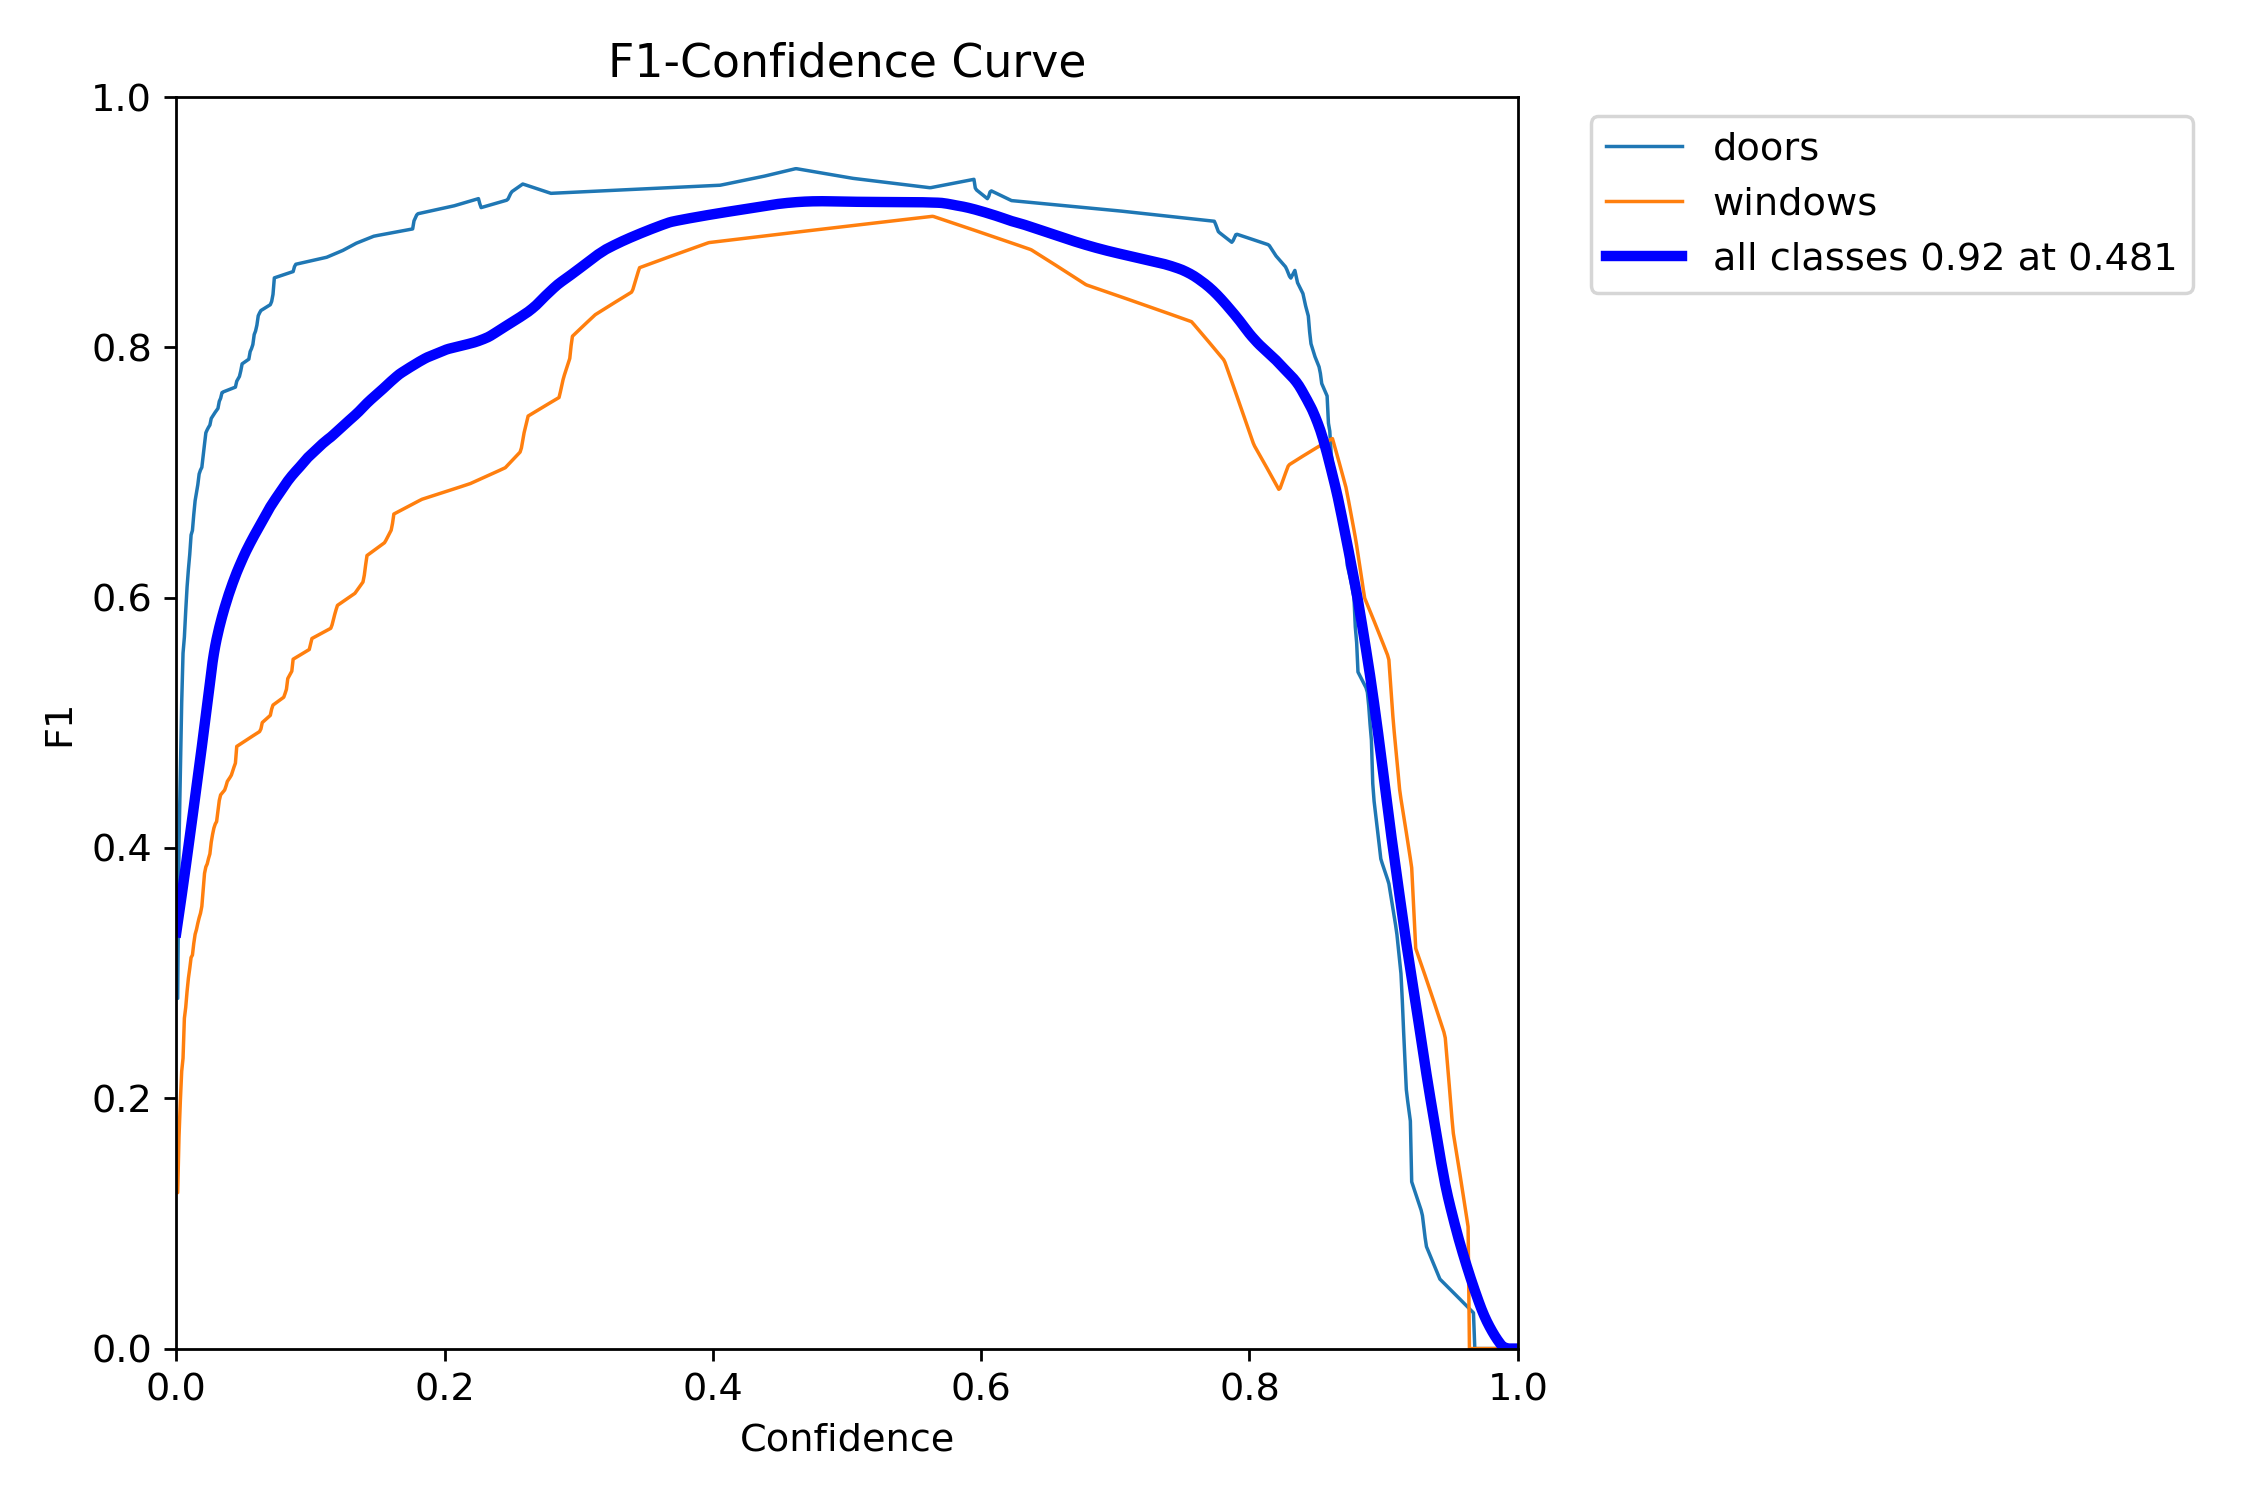 F1-Confidence Curve
1.0
0.8
0.6
0.4
0.2
0.0
F1
0.0 0.2 0.4 0.6 0.8 1.0
Confidence
doors
windows
all classes 0.92 at 0.481